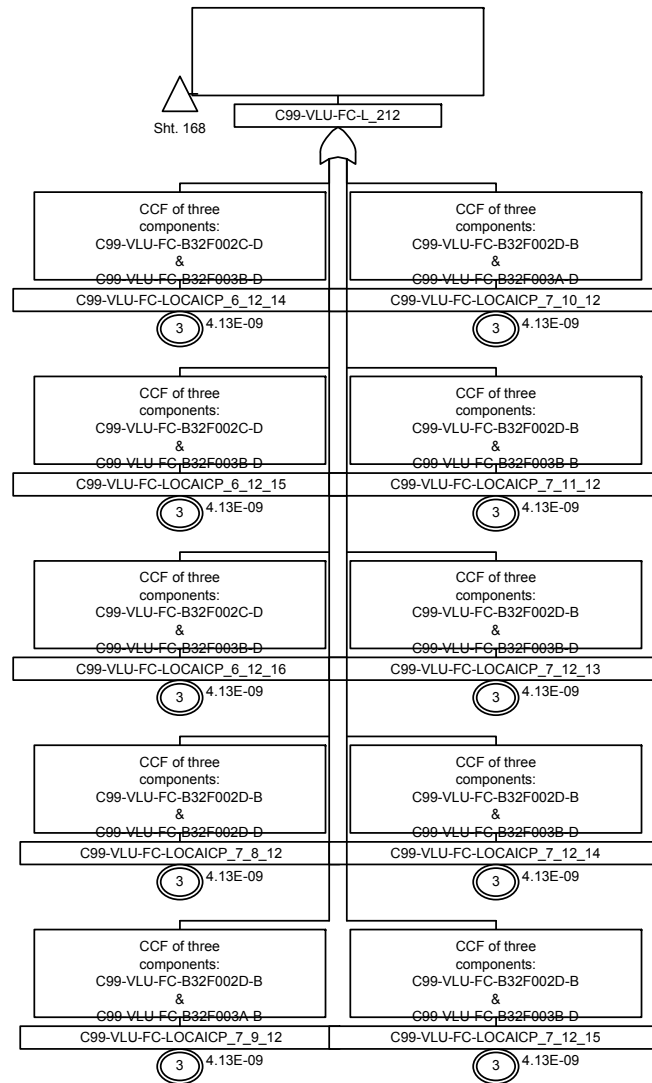 Sht. 168
C99-VLU-FC-L_212
CCF of three
components:
C99-VLU-FC-B32F002C-D
&
C99-VLU-FC-B32F003B-D
C99-VLU-FC-LOCAICP_6_12_14
3
4.13E-09
CCF of three
components:
C99-VLU-FC-B32F002D-B
&
C99-VLU-FC-B32F003A-D
C99-VLU-FC-LOCAICP_7_10_12
3
4.13E-09
CCF of three
components:
C99-VLU-FC-B32F002C-D
&
C99-VLU-FC-B32F003B-D
C99-VLU-FC-LOCAICP_6_12_15
3
4.13E-09
CCF of three
components:
C99-VLU-FC-B32F002D-B
&
C99-VLU-FC-B32F003B-B
C99-VLU-FC-LOCAICP_7_11_12
3
4.13E-09
CCF of three
components:
C99-VLU-FC-B32F002C-D
&
C99-VLU-FC-B32F003B-D
C99-VLU-FC-LOCAICP_6_12_16
3
4.13E-09
CCF of three
components:
C99-VLU-FC-B32F002D-B
&
C99-VLU-FC-B32F003B-D
C99-VLU-FC-LOCAICP_7_12_13
3
4.13E-09
CCF of three
components:
C99-VLU-FC-B32F002D-B
&
C99-VLU-FC-B32F002D-D
C99-VLU-FC-LOCAICP_7_8_12
3
4.13E-09
CCF of three
components:
C99-VLU-FC-B32F002D-B
&
C99-VLU-FC-B32F003B-D
C99-VLU-FC-LOCAICP_7_12_14
3
4.13E-09
CCF of three
components:
C99-VLU-FC-B32F002D-B
&
C99-VLU-FC-B32F003A-B
C99-VLU-FC-LOCAICP_7_9_12
3
4.13E-09
CCF of three
components:
C99-VLU-FC-B32F002D-B
&
C99-VLU-FC-B32F003B-D
C99-VLU-FC-LOCAICP_7_12_15
3
4.13E-09